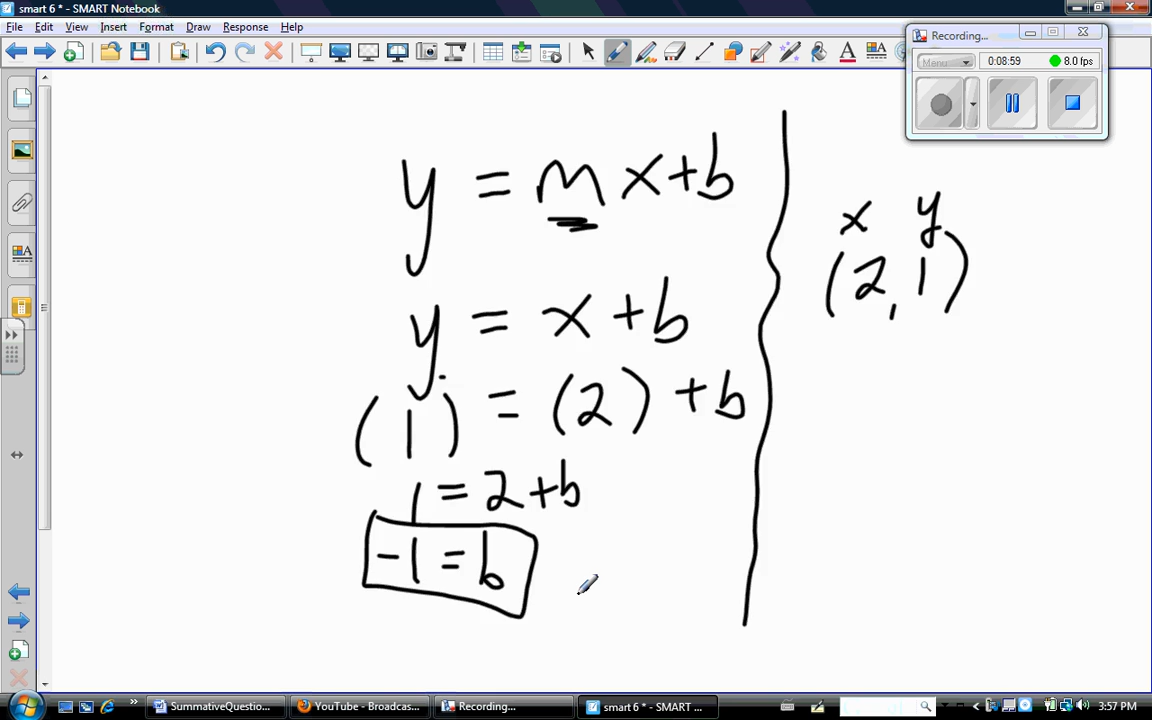 smart 6 * - SMART Notebook
File Edit View Insert Format Draw Response Help
Recording...
Menu 0:08:59 8.0 fps
y = m x + b
x y
(2, 1)
y = x + b
(1) = (2) + b
1 = 2 + b
-1 = b
SummativeQuestio... YouTube - Broadcas... Recording... smart 6 * - SMART ... 3:57 PM